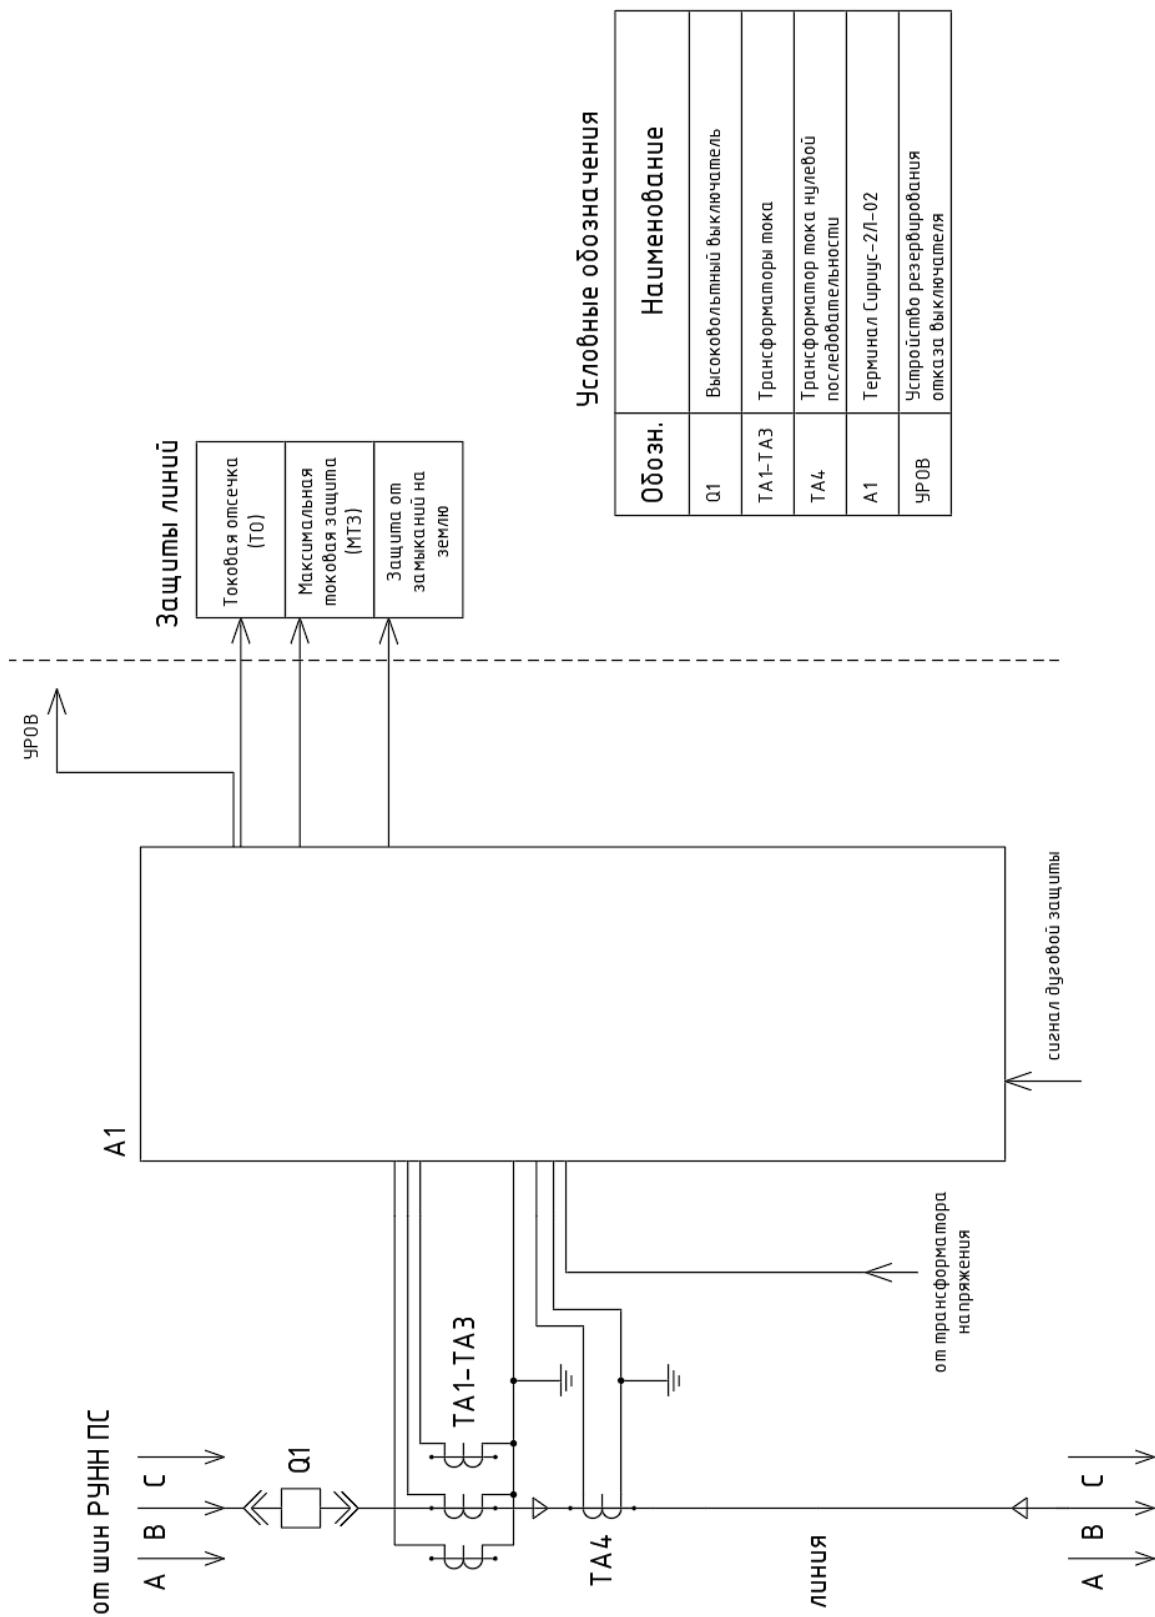 от шин РУНН ПС
A B C
Q1
TA1-TA3
TA4
линия
A B C
A1
от трансформатора
напряжения
сигнал дуговой защиты
УРОВ
Защиты линий
Токовая отсечка
(ТО)
Максимальная
токовая защита
(МТЗ)
Защита от
замыканий на
землю
Условные обозначения
Обозн. Наименование
Q1 Высоковольтный выключатель
TA1-TA3 Трансформаторы тока
TA4 Трансформатор тока нулевой
последовательности
A1 Терминал Сириус-2Л-02
УРОВ Устройство резервирования
отказа выключателя